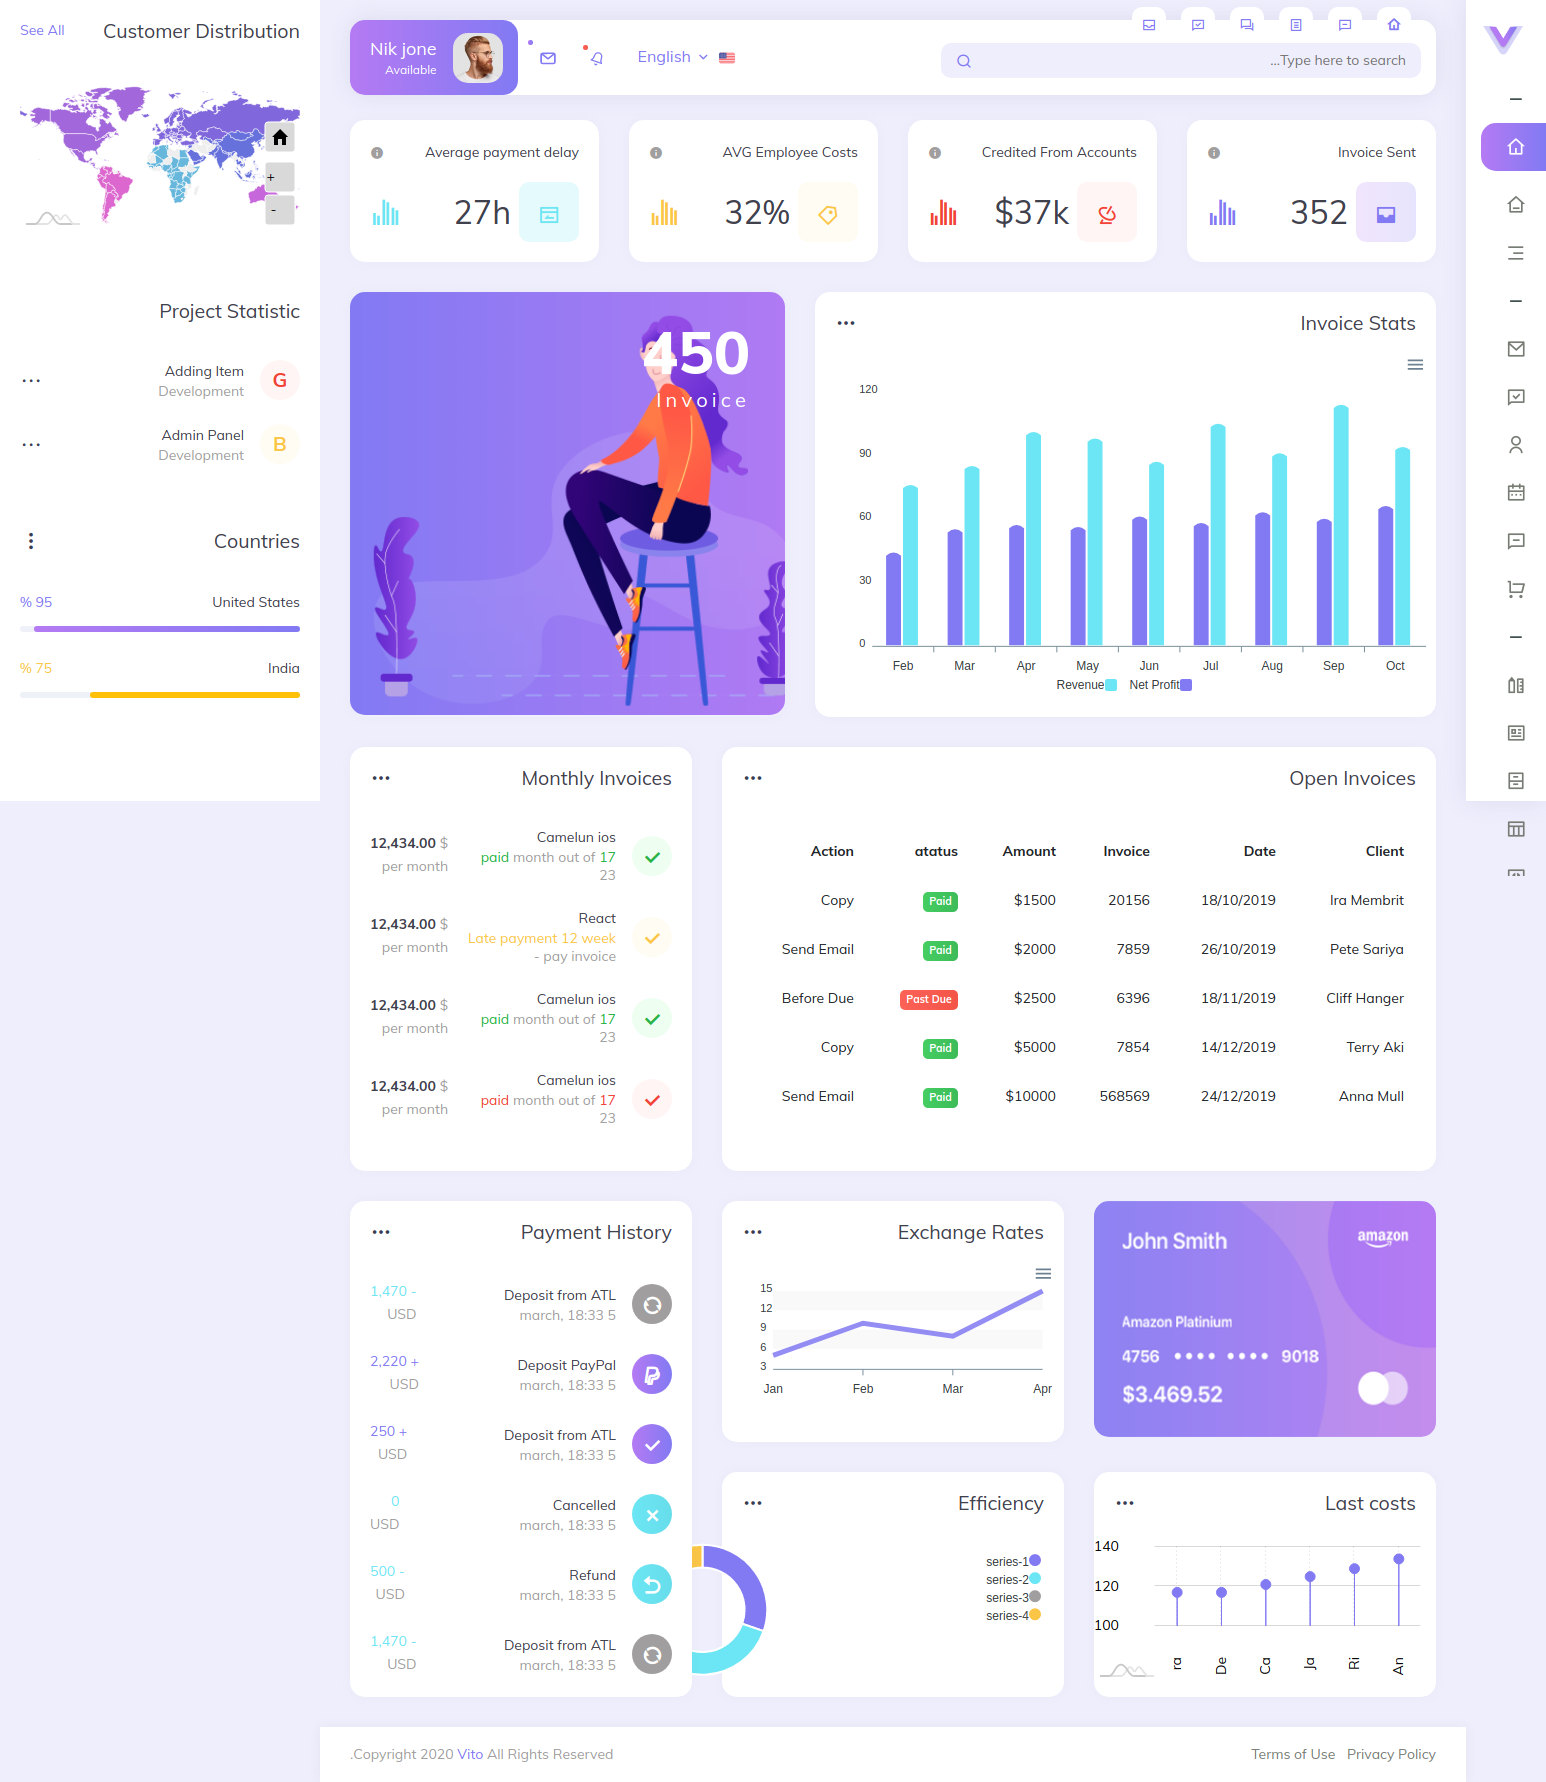 See All Customer Distribution
+
-
Project Statistic
Adding Item
Development
G
Admin Panel
Development
B
Countries
% 95 United States
% 75 India
Nik jone
Available
English
...Type here to search
Average payment delay
27h
AVG Employee Costs
32%
Credited From Accounts
$37k
Invoice Sent
352
450
Invoice
Invoice Stats
120
90
60
30
0
Feb Mar Apr May Jun Jul Aug Sep Oct
Revenue Net Profit
Monthly Invoices
12,434.00 $ Camelun ios
per month paid month out of 17
23
12,434.00 $ React
per month Late payment 12 week
- pay invoice
12,434.00 $ Camelun ios
per month paid month out of 17
23
12,434.00 $ Camelun ios
per month paid month out of 17
23
Open Invoices
Action atatus Amount Invoice Date Client
Copy Paid $1500 20156 18/10/2019 Ira Membrit
Send Email Paid $2000 7859 26/10/2019 Pete Sariya
Before Due Past Due $2500 6396 18/11/2019 Cliff Hanger
Copy Paid $5000 7854 14/12/2019 Terry Aki
Send Email Paid $10000 568569 24/12/2019 Anna Mull
Payment History
1,470 - Deposit from ATL
USD march, 18:33 5
2,220 + Deposit PayPal
USD march, 18:33 5
250 + Deposit from ATL
USD march, 18:33 5
0 Cancelled
USD march, 18:33 5
500 - Refund
USD march, 18:33 5
1,470 - Deposit from ATL
USD march, 18:33 5
Exchange Rates
15
12
9
6
3
Jan Feb Mar Apr
John Smith amazon
Amazon Platinium
4756 •••• •••• 9018
$3.469.52
Efficiency
series-1
series-2
series-3
series-4
Last costs
140
120
100
ra De Ca Ja Ri An
.Copyright 2020 Vito All Rights Reserved Terms of Use Privacy Policy